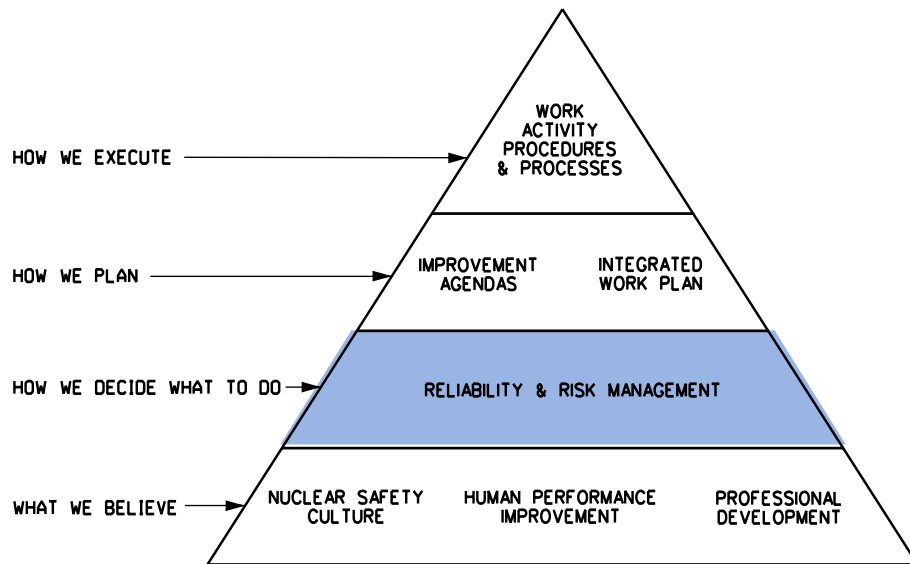 WORK
ACTIVITY
PROCEDURES
& PROCESSES
HOW WE EXECUTE
HOW WE PLAN
IMPROVEMENT
AGENDAS
INTEGRATED
WORK PLAN
HOW WE DECIDE WHAT TO DO
RELIABILITY & RISK MANAGEMENT
WHAT WE BELIEVE
NUCLEAR SAFETY
CULTURE
HUMAN PERFORMANCE
IMPROVEMENT
PROFESSIONAL
DEVELOPMENT